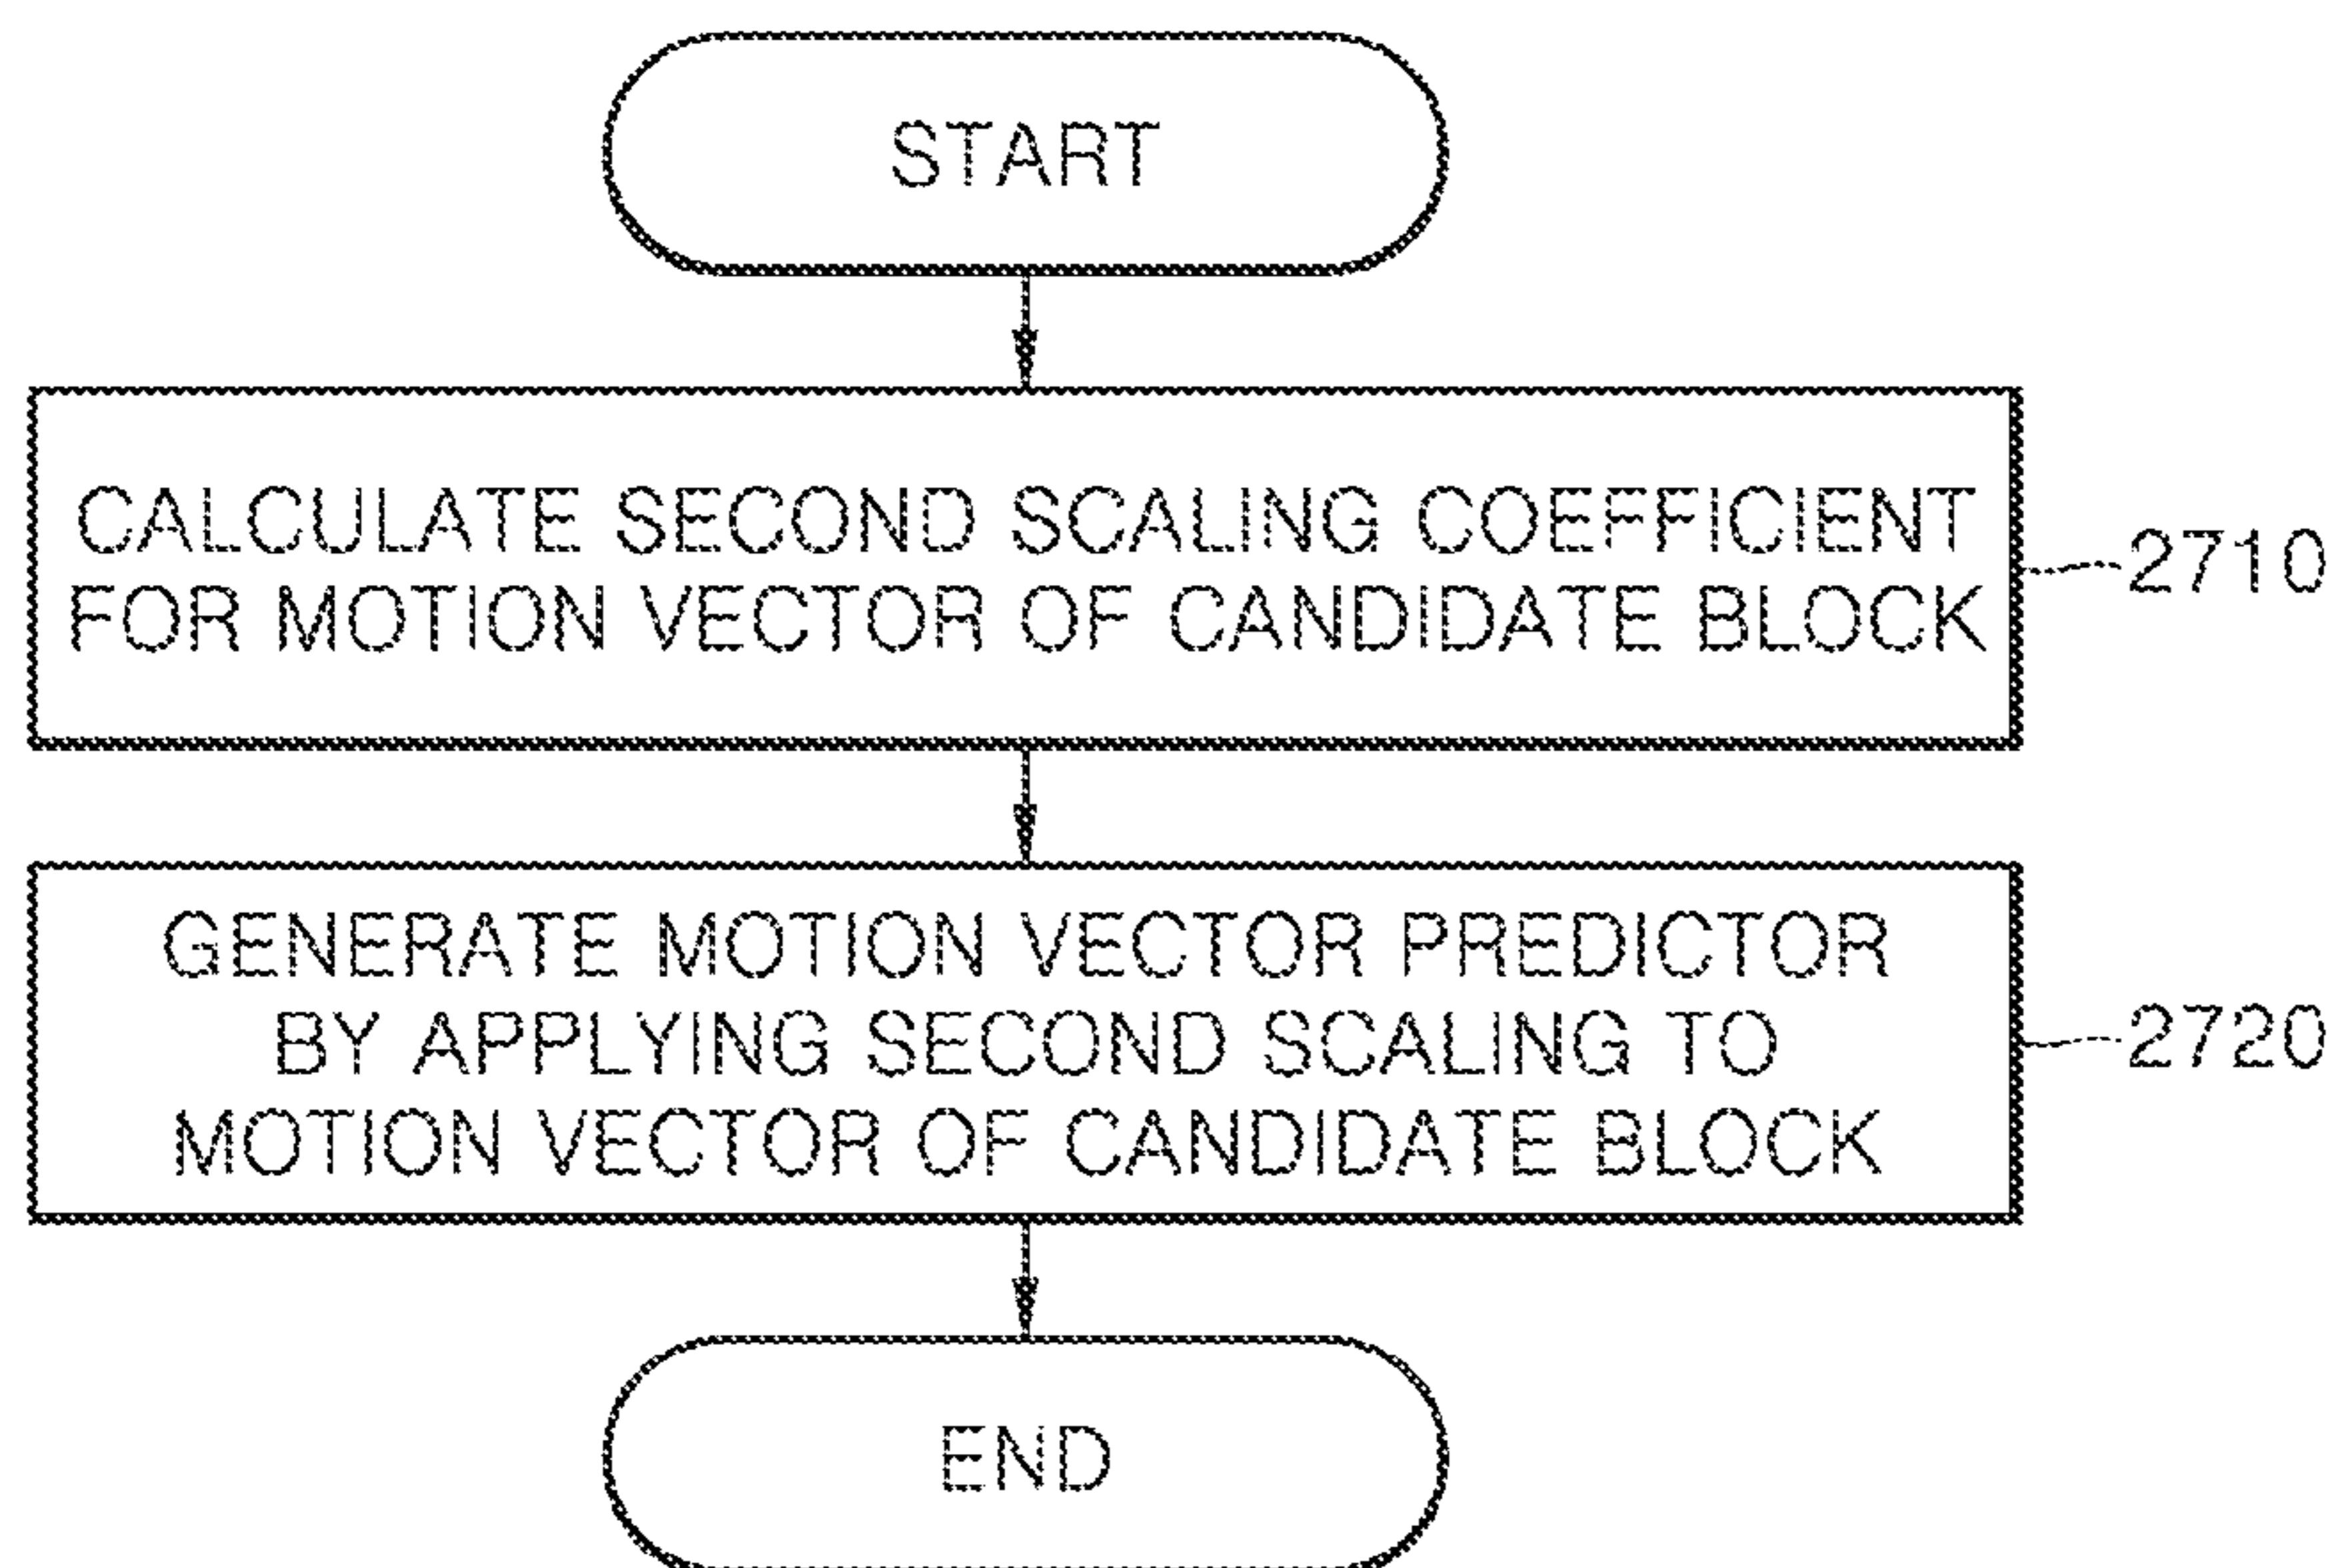 START
CALCULATE SECOND SCALING COEFFICIENT
FOR MOTION VECTOR OF CANDIDATE BLOCK
2710
GENERATE MOTION VECTOR PREDICTOR
BY APPLYING SECOND SCALING TO
MOTION VECTOR OF CANDIDATE BLOCK
2720
END